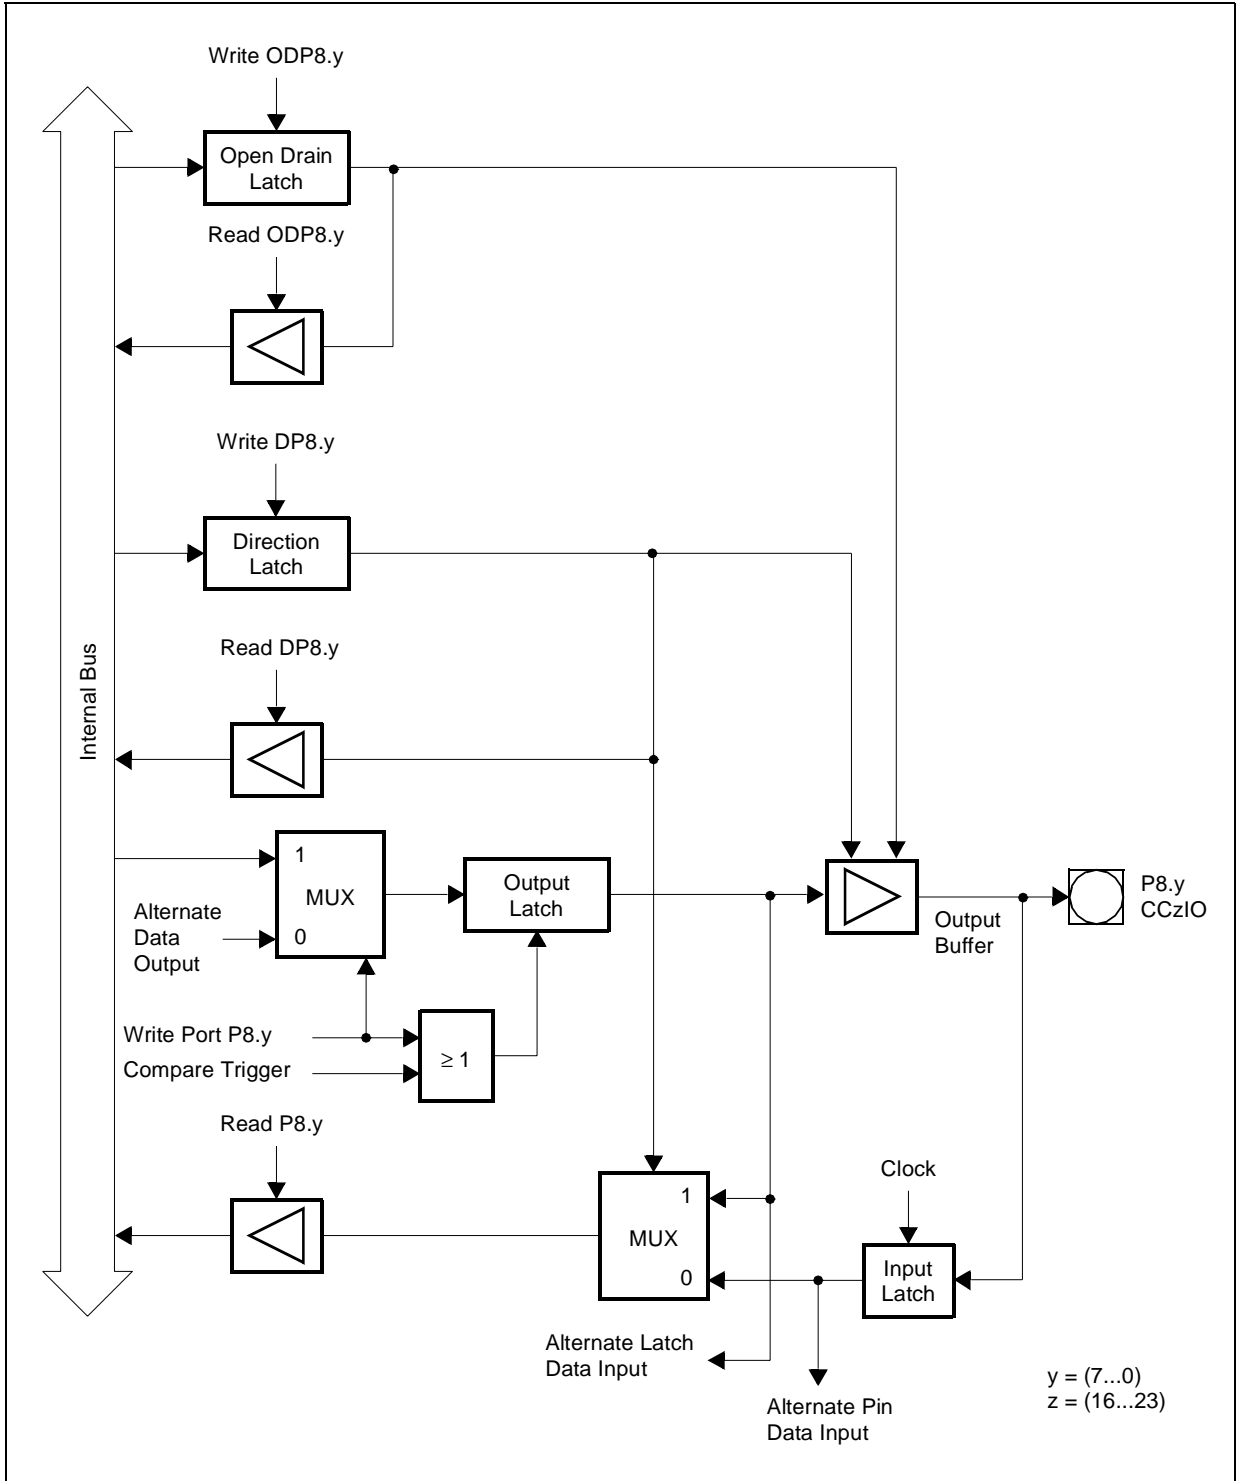 Write ODP8.y
Open Drain
Latch
Read ODP8.y
Write DP8.y
Direction
Latch
Read DP8.y
Internal Bus
1
MUX
0
Alternate
Data
Output
Output
Latch
Output
Buffer
P8.y
CCzIO
Write Port P8.y
Compare Trigger
≥ 1
Read P8.y
1
MUX
0
Clock
Input
Latch
Alternate Latch
Data Input
Alternate Pin
Data Input
y = (7...0)
z = (16...23)